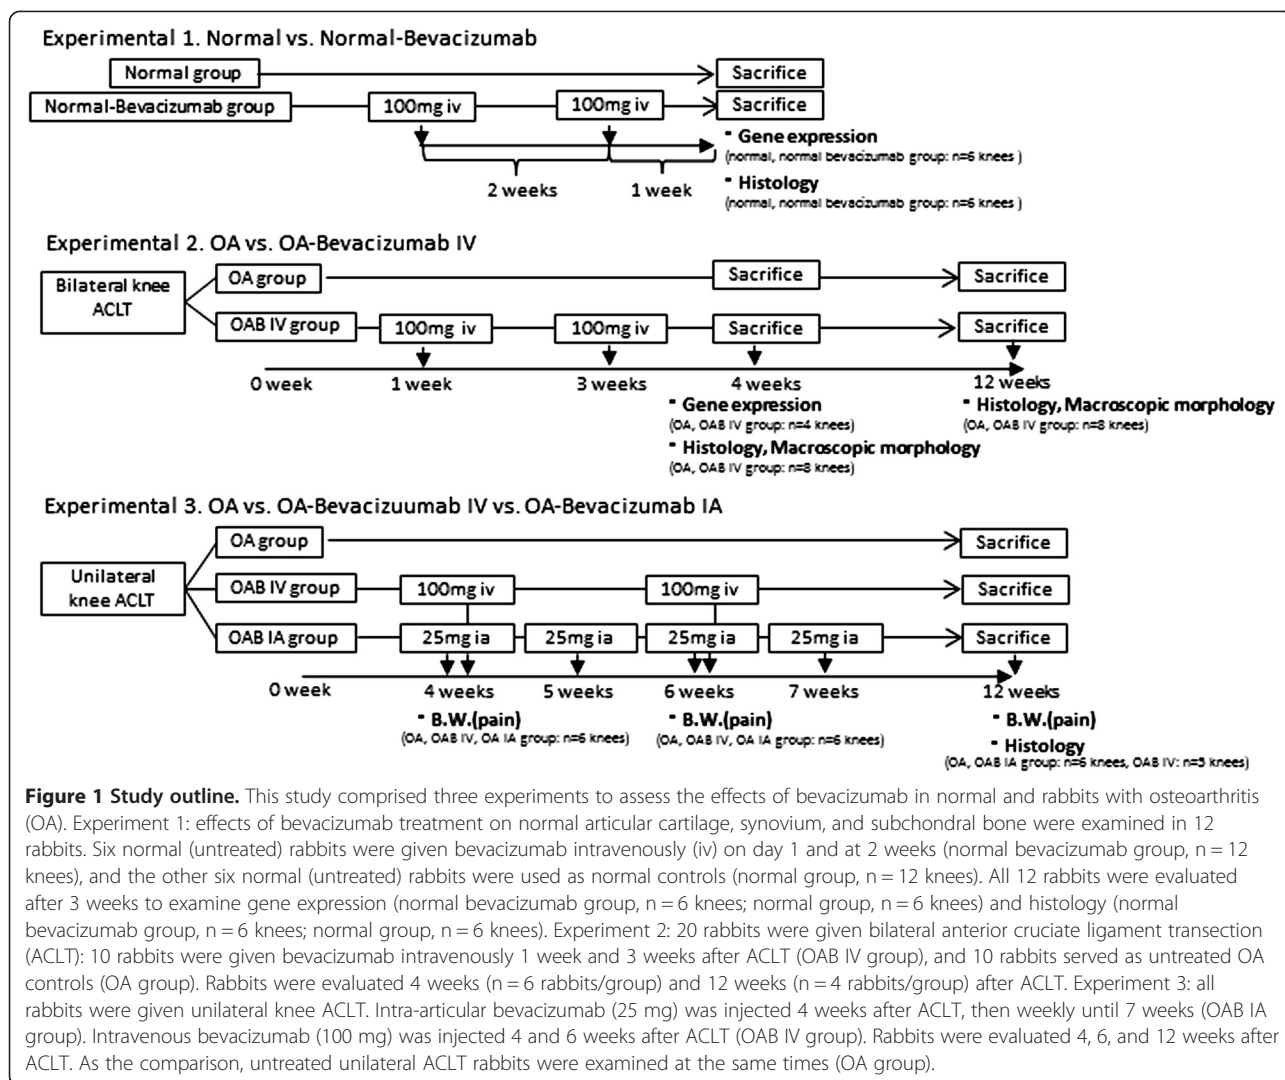 Experimental 1. Normal vs. Normal-Bevacizumab
Normal group
Sacrifice
Normal-Bevacizumab group
100mg iv
100mg iv
Sacrifice
- Gene expression
(normal, normal bevacizumab group: n=6 knees )
2 weeks
1 week
- Histology
(normal, normal bevacizumab group: n=6 knees )
Experimental 2. OA vs. OA-Bevacizumab IV
Bilateral knee
ACLT
OA group
Sacrifice
Sacrifice
OAB IV group
100mg iv
100mg iv
Sacrifice
Sacrifice
0 week
1 week
3 weeks
4 weeks
12 weeks
- Gene expression
(OA, OAB IV group: n=4 knees)
- Histology, Macroscopic morphology
(OA, OAB IV group: n=8 knees)
- Histology, Macroscopic morphology
(OA, OAB IV group: n=8 knees)
Experimental 3. OA vs. OA-Bevacizuumab IV vs. OA-Bevacizumab IA
Unilateral
knee ACLT
OA group
Sacrifice
OAB IV group
100mg iv
100mg iv
Sacrifice
OAB IA group
25mg ia
25mg ia
25mg ia
25mg ia
Sacrifice
0 week
4 weeks
5 weeks
6 weeks
7 weeks
12 weeks
- B.W.(pain)
(OA, OAB IV, OA IA group: n=6 knees)
- B.W.(pain)
(OA, OAB IV, OA IA group: n=6 knees)
- B.W.(pain)
- Histology
(OA, OAB IA group: n=6 knees, OAB IV: n=5 knees)
Figure 1 Study outline. This study comprised three experiments to assess the effects of bevacizumab in normal and rabbits with osteoarthritis
(OA). Experiment 1: effects of bevacizumab treatment on normal articular cartilage, synovium, and subchondral bone were examined in 12
rabbits. Six normal (untreated) rabbits were given bevacizumab intravenously (iv) on day 1 and at 2 weeks (normal bevacizumab group, n = 12
knees), and the other six normal (untreated) rabbits were used as normal controls (normal group, n = 12 knees). All 12 rabbits were evaluated
after 3 weeks to examine gene expression (normal bevacizumab group, n = 6 knees; normal group, n = 6 knees) and histology (normal
bevacizumab group, n = 6 knees; normal group, n = 6 knees). Experiment 2: 20 rabbits were given bilateral anterior cruciate ligament transection
(ACLT): 10 rabbits were given bevacizumab intravenously 1 week and 3 weeks after ACLT (OAB IV group), and 10 rabbits served as untreated OA
controls (OA group). Rabbits were evaluated 4 weeks (n = 6 rabbits/group) and 12 weeks (n = 4 rabbits/group) after ACLT. Experiment 3: all
rabbits were given unilateral knee ACLT. Intra-articular bevacizumab (25 mg) was injected 4 weeks after ACLT, then weekly until 7 weeks (OAB IA
group). Intravenous bevacizumab (100 mg) was injected 4 and 6 weeks after ACLT (OAB IV group). Rabbits were evaluated 4, 6, and 12 weeks after
ACLT. As the comparison, untreated unilateral ACLT rabbits were examined at the same times (OA group).